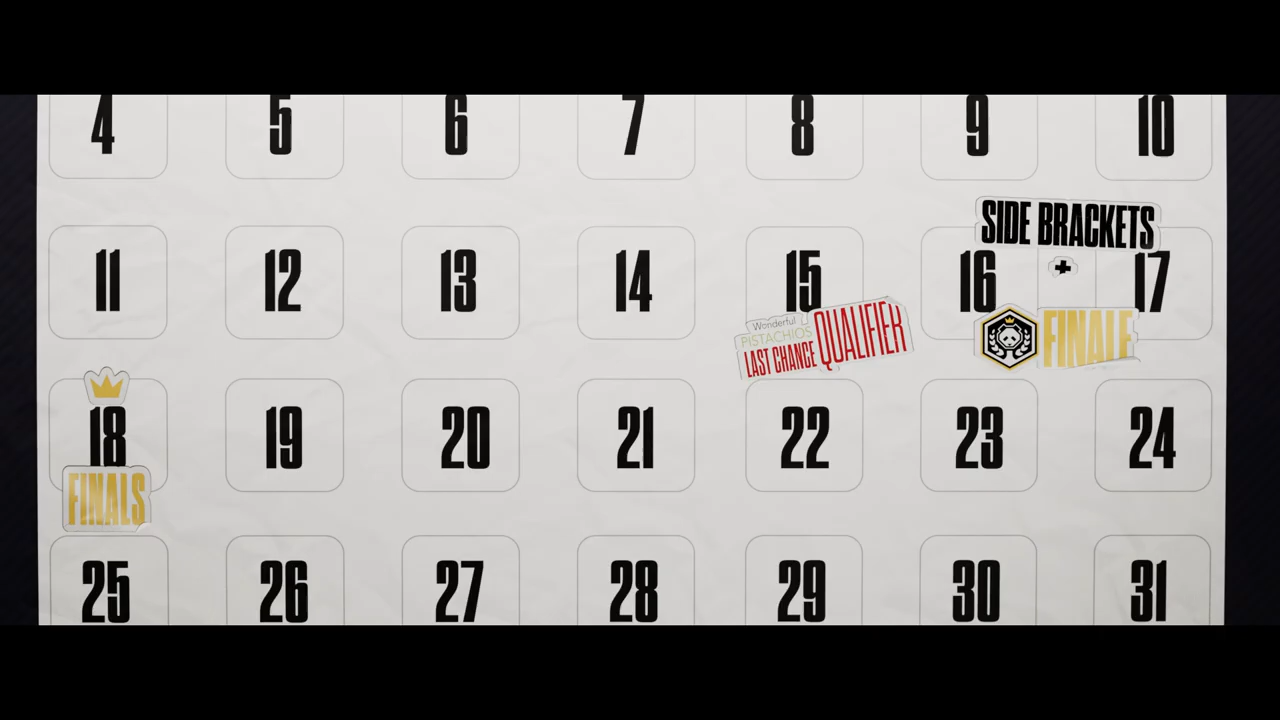 4 5 6 7 8 9 10
SIDE BRACKETS
+
11 12 13 14 15 16 17
Wonderful
PISTACHIOS
LAST CHANCE QUALIFIER
FINALE
18 19 20 21 22 23 24
FINALS
25 26 27 28 29 30 31